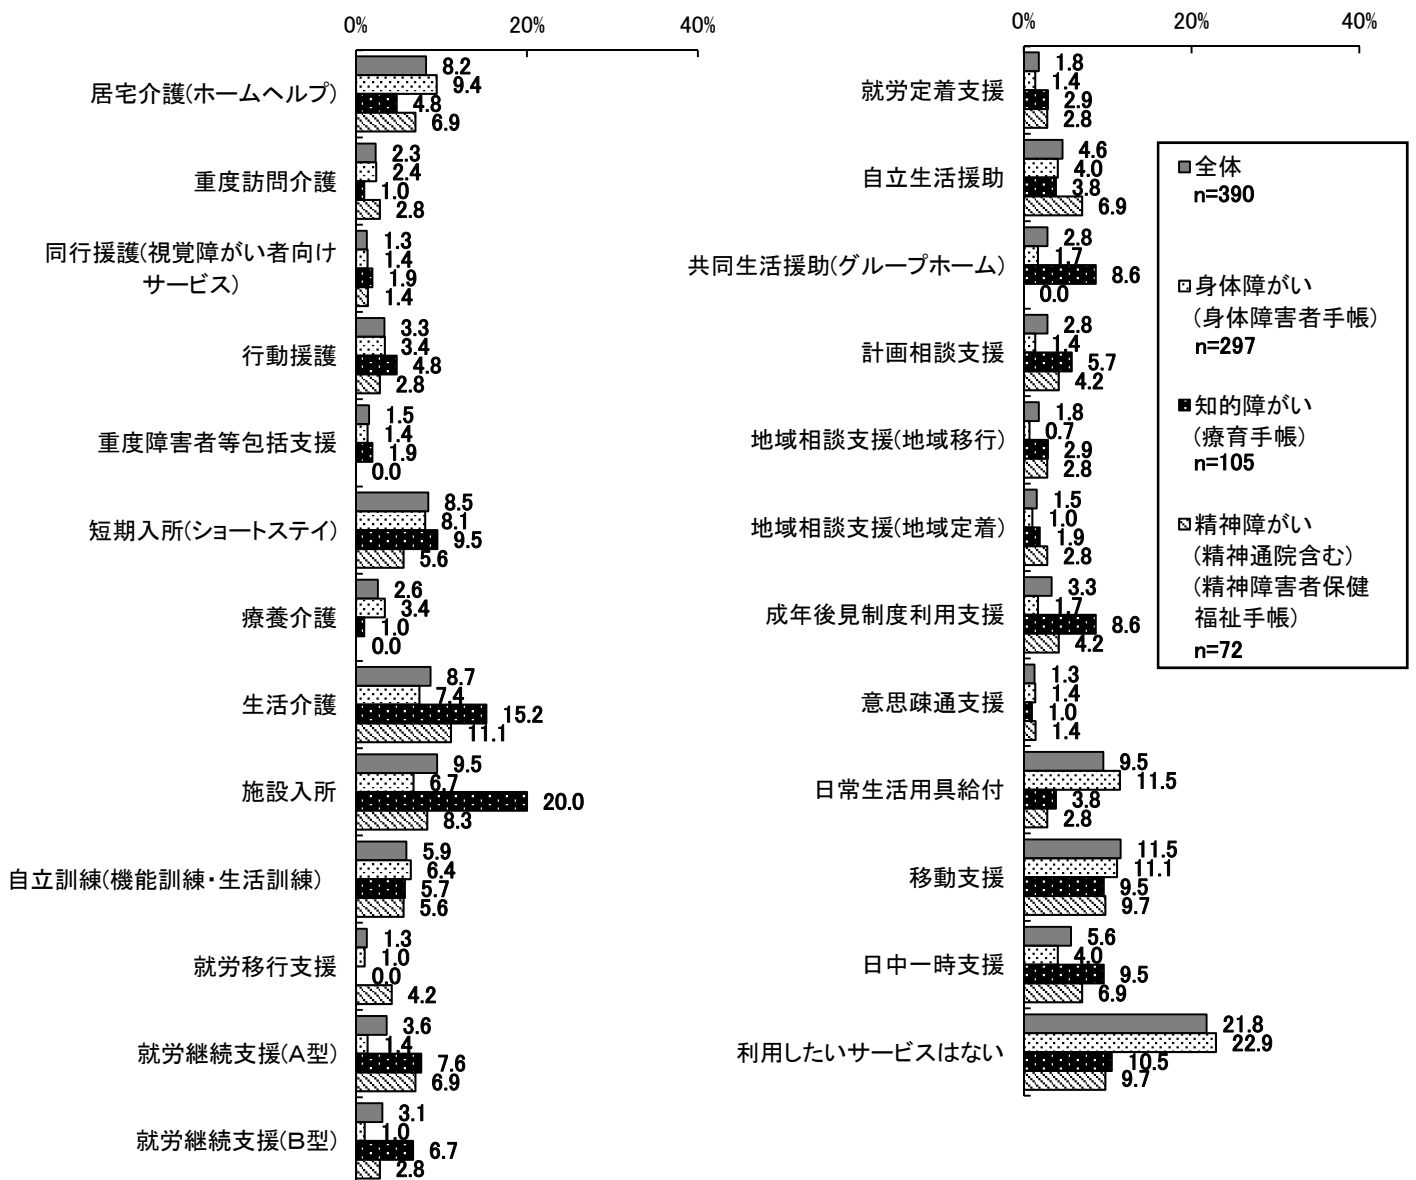 0%
20%
40%
居宅介護(ホームヘルプ)
8.2
9.4
4.8
6.9
重度訪問介護
2.3
2.4
1.0
2.8
同行援護(視覚障がい者向け
サービス)
1.3
1.4
1.9
1.4
行動援護
3.3
3.4
4.8
2.8
重度障害者等包括支援
1.5
1.4
1.9
0.0
短期入所(ショートステイ)
8.5
8.1
9.5
5.6
療養介護
2.6
3.4
1.0
0.0
生活介護
8.7
7.4
15.2
11.1
施設入所
9.5
6.7
20.0
8.3
自立訓練(機能訓練・生活訓練)
5.9
6.4
5.7
5.6
就労移行支援
1.3
1.0
0.0
4.2
就労継続支援(A型)
3.6
1.4
7.6
6.9
就労継続支援(B型)
3.1
1.0
6.7
2.8
0%
20%
40%
就労定着支援
1.8
1.4
2.9
2.8
自立生活援助
4.6
4.0
3.8
6.9
共同生活援助(グループホーム)
2.8
1.7
8.6
0.0
計画相談支援
2.8
1.4
5.7
4.2
地域相談支援(地域移行)
1.8
0.7
2.9
2.8
地域相談支援(地域定着)
1.5
1.0
1.9
2.8
成年後見制度利用支援
3.3
1.7
8.6
4.2
意思疎通支援
1.3
1.4
1.0
1.4
日常生活用具給付
9.5
11.5
3.8
2.8
移動支援
11.5
11.1
9.5
9.7
日中一時支援
5.6
4.0
9.5
6.9
利用したいサービスはない
21.8
22.9
10.5
9.7
全体
n=390
身体障がい
(身体障害者手帳)
n=297
知的障がい
(療育手帳)
n=105
精神障がい
(精神通院含む)
(精神障害者保健
福祉手帳)
n=72